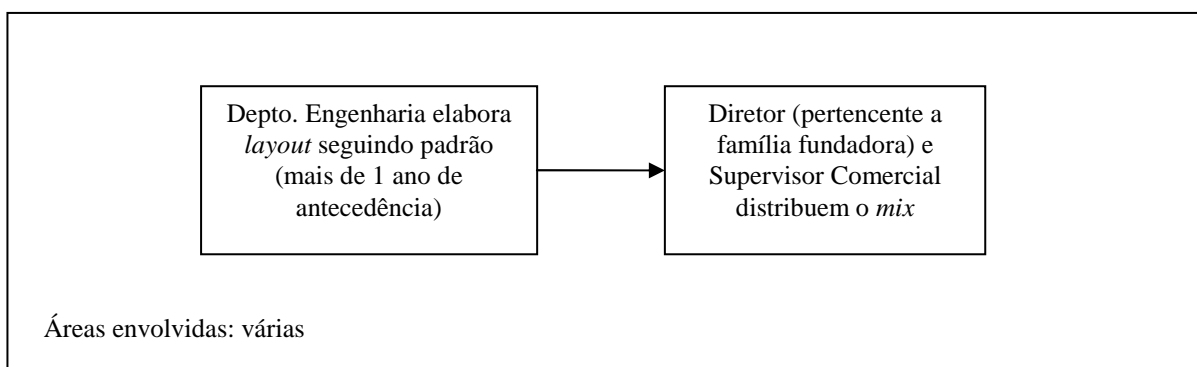 Depto. Engenharia elabora
layout seguindo padrão
(mais de 1 ano de
antecedência)
Diretor (pertencente a
família fundadora) e
Supervisor Comercial
distribuem o mix
Áreas envolvidas: várias